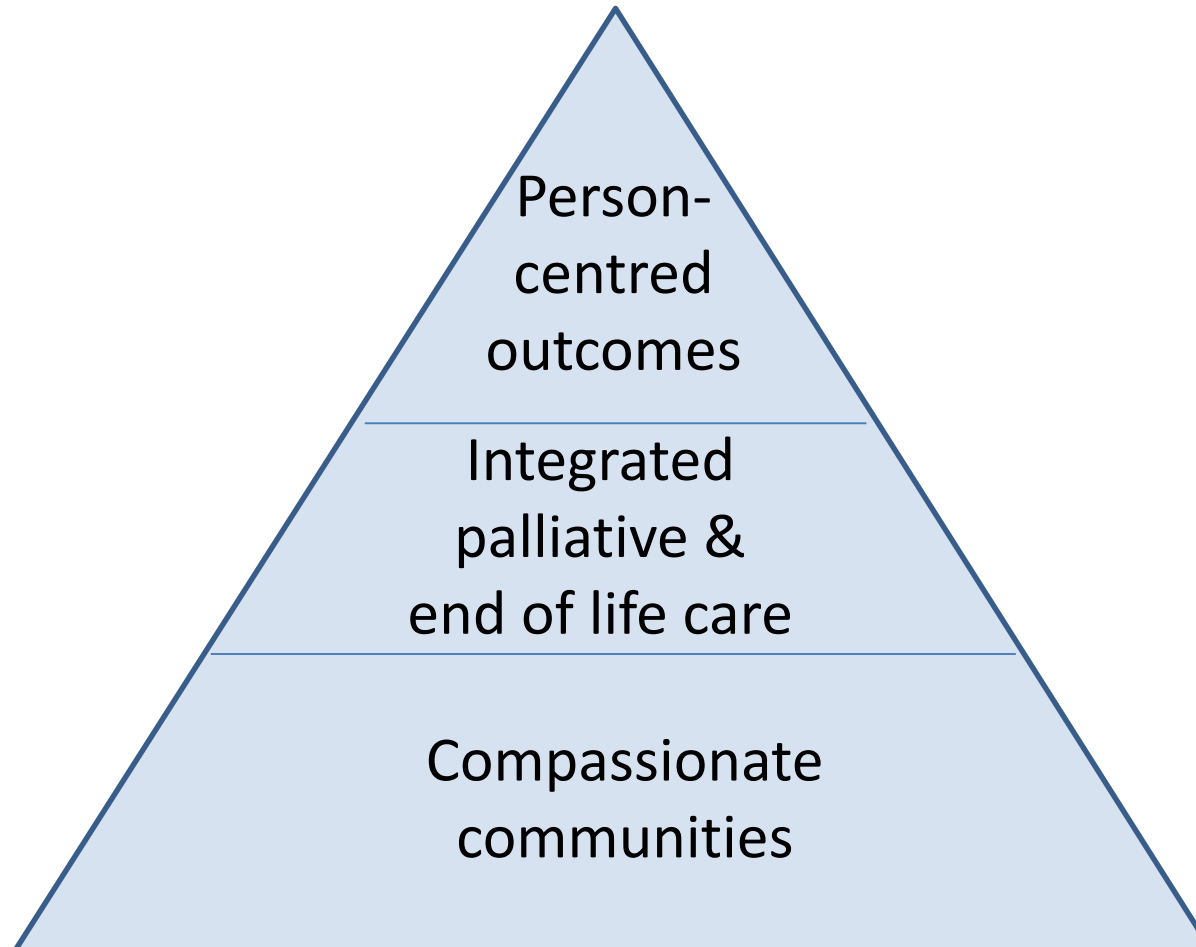 Person-
centred
outcomes
Integrated
palliative &
end of life care
Compassionate
communities